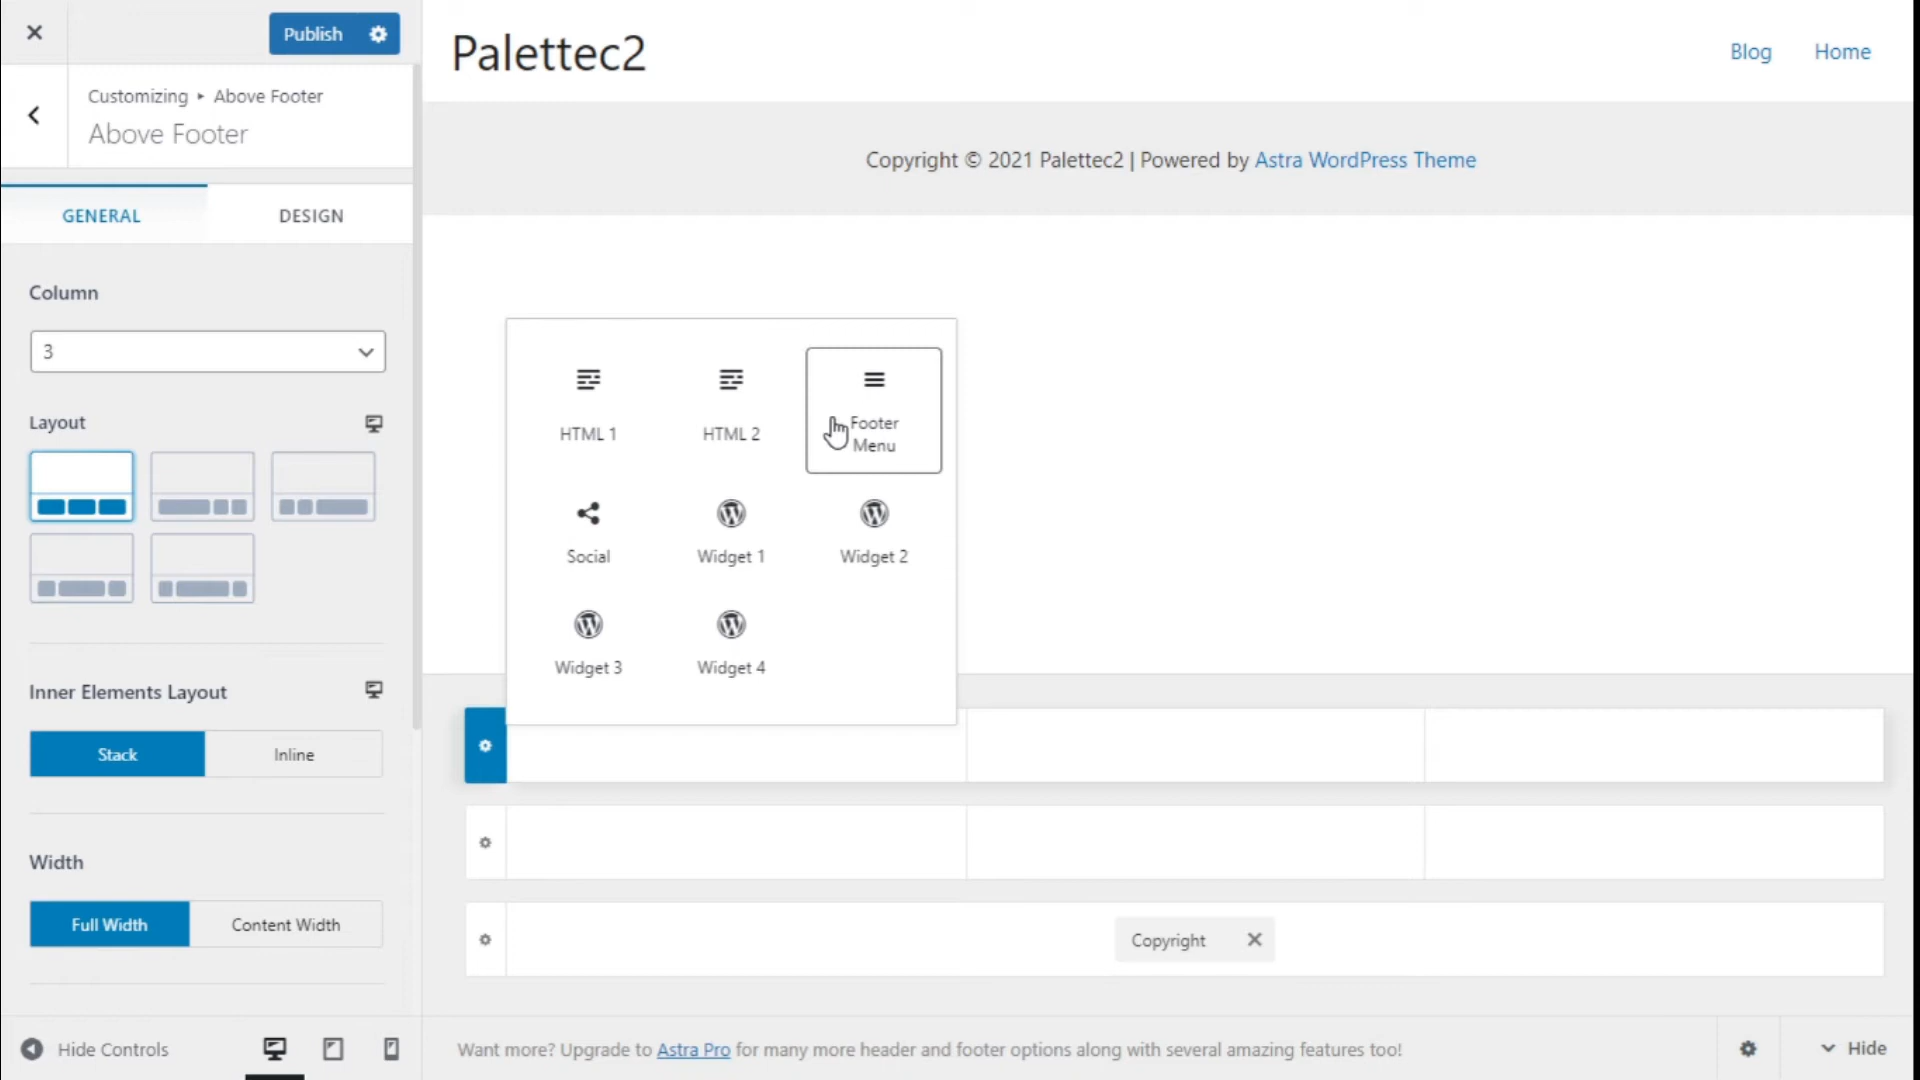 Publish
Palettec2
Blog
Home
Customizing ▸ Above Footer
Above Footer
Copyright © 2021 Palettec2 | Powered by Astra WordPress Theme
GENERAL
DESIGN
Column
3
Layout
HTML 1
HTML 2
Footer
Menu
Social
Widget 1
Widget 2
Widget 3
Widget 4
Inner Elements Layout
Stack
Inline
Width
Full Width
Content Width
Copyright
Hide Controls
Want more? Upgrade to Astra Pro for many more header and footer options along with several amazing features too!
Hide